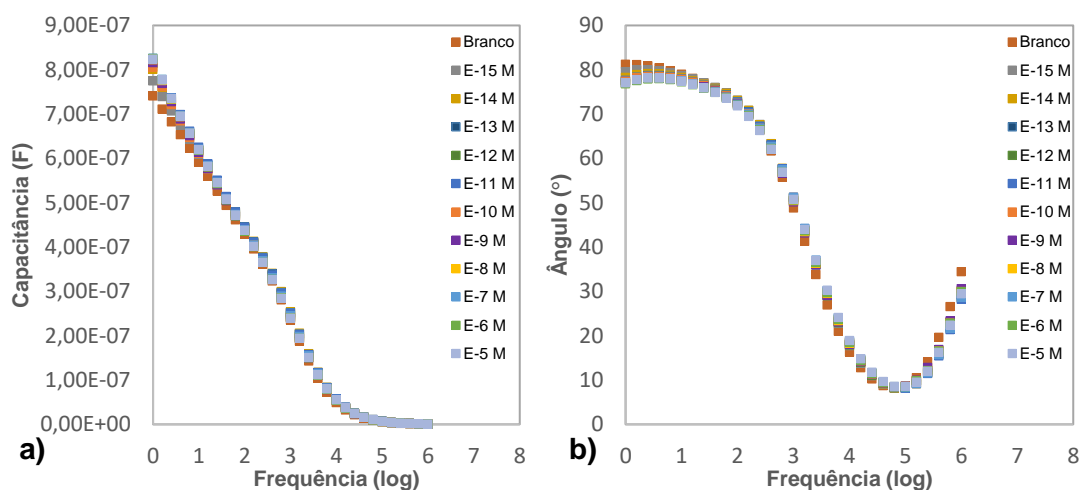 9,00E-07
8,00E-07
7,00E-07
6,00E-07
5,00E-07
4,00E-07
3,00E-07
2,00E-07
1,00E-07
0,00E+00
Capacitância (F)
0 1 2 3 4 5 6 7 8
Frequência (log)
Branco
E-15 M
E-14 M
E-13 M
E-12 M
E-11 M
E-10 M
E-9 M
E-8 M
E-7 M
E-6 M
E-5 M
a)
90
80
70
60
50
40
30
20
10
0
Ângulo (°)
0 1 2 3 4 5 6 7 8
Frequência (log)
Branco
E-15 M
E-14 M
E-13 M
E-12 M
E-11 M
E-10 M
E-9 M
E-8 M
E-7 M
E-6 M
E-5 M
b)